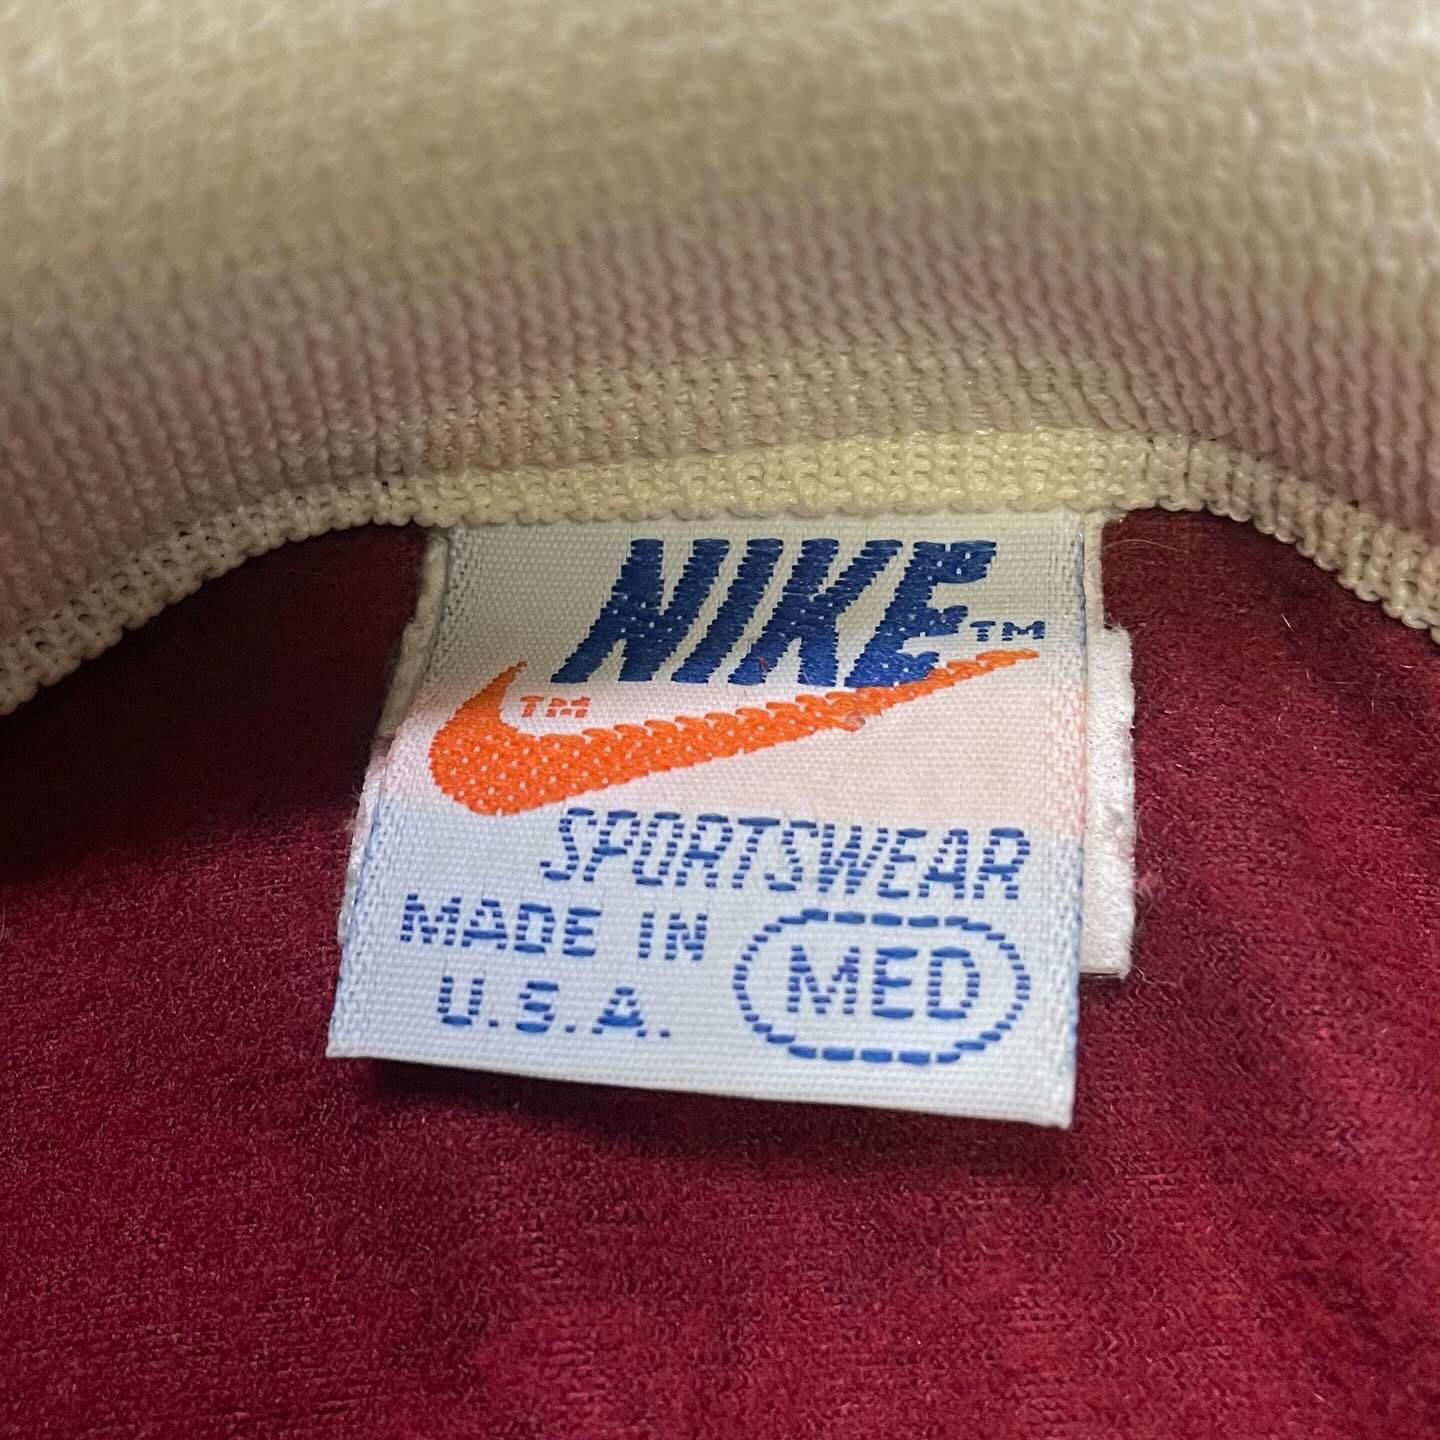 NIKE™
™
SPORTSWEAR
MADE IN
U.S.A.
MED